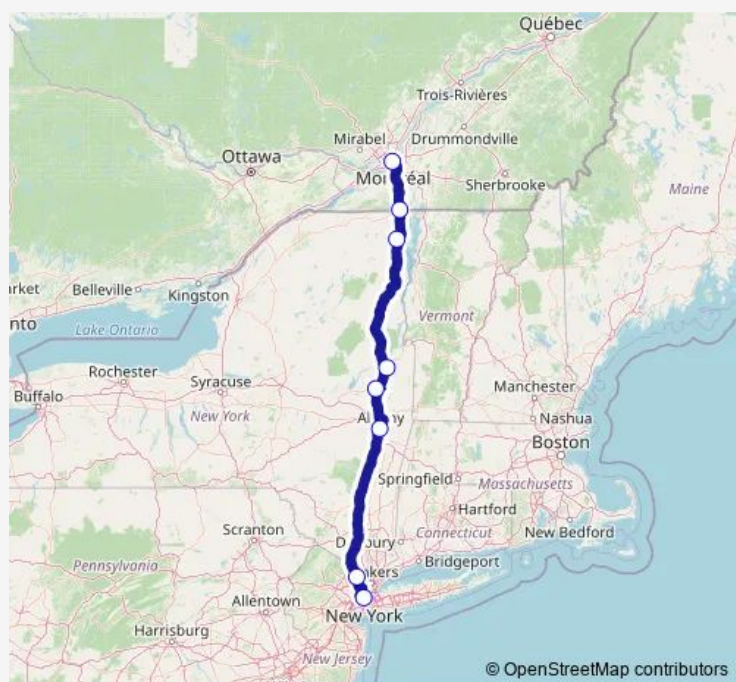 Québec
Trois-Rivières
Mirabel
Drummondville
Ottawa
Montréal
Sherbrooke
Maine
Belleville
Kingston
Lake Ontario
Vermont
Rochester
Syracuse
Buffalo
Manchester
New York
Nashua
Boston
Springfield
Massachusetts
Hartford
Scranton
Connecticut
New Bedford
Pennsylvania
Bridgeport
Allentown
New York
Harrisburg
New Jersey
© OpenStreetMap contributors